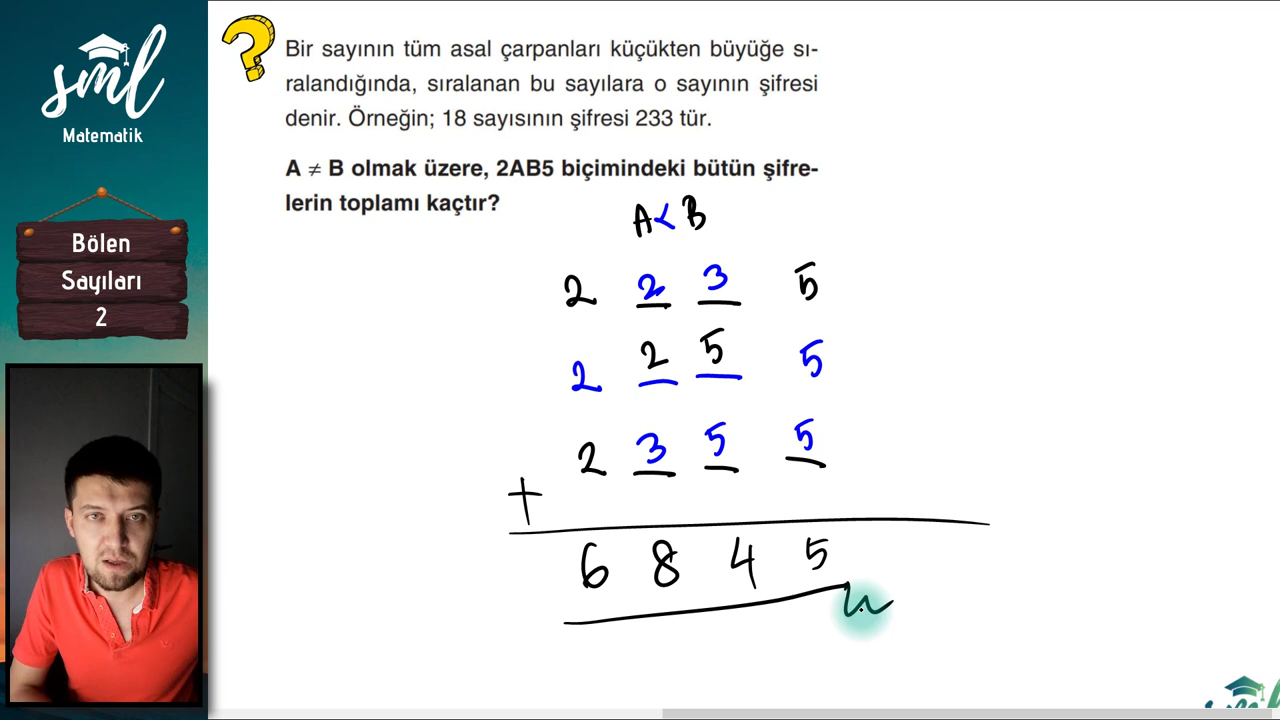 sml
Matematik
Bölen
Sayıları
2
?
Bir sayının tüm asal çarpanları küçükten büyüğe sı-
ralandığında, sıralanan bu sayılara o sayının şifresi
denir. Örneğin; 18 sayısının şifresi 233 tür.
A ≠ B olmak üzere, 2AB5 biçimindeki bütün şifre-
lerin toplamı kaçtır?
A < B
2 2 3 5
2 2 5 5
2 3 5 5
+
6 8 4 5